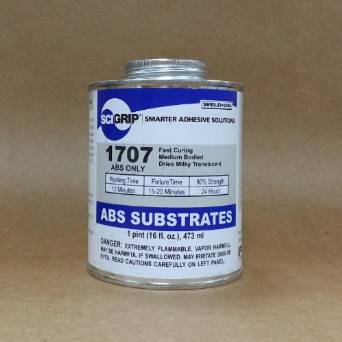 WELD-ON
SCIGRIP SMARTER ADHESIVE SOLUTIONS
1707
ABS ONLY
Fast Curing
Medium Bodied
Dries Milky Translucent
Working Time Fixture Time 80% Strength
10 Minutes 15-20 Minutes 24 Hours
ABS SUBSTRATES
1 pint (16 fl. oz.), 473 ml
DANGER: EXTREMELY FLAMMABLE. VAPOR HARMFUL.
MAY BE HARMFUL IF SWALLOWED. MAY IRRITATE SKIN OR
EYES. READ CAUTIONS CAREFULLY ON LEFT PANEL.